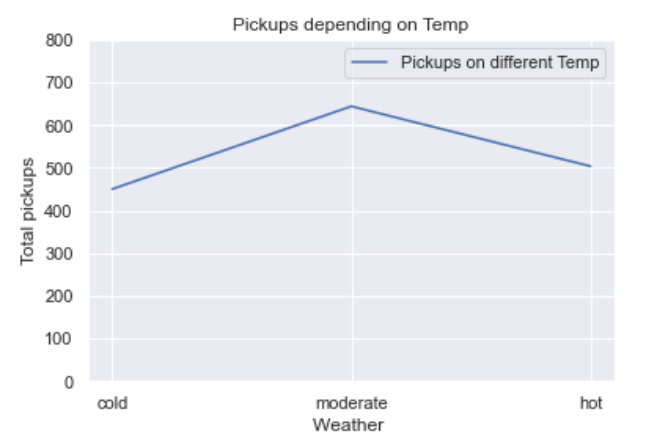 Pickups depending on Temp
800
700
600
500
400
300
200
100
0
Total pickups
Pickups on different Temp
cold
moderate
hot
Weather